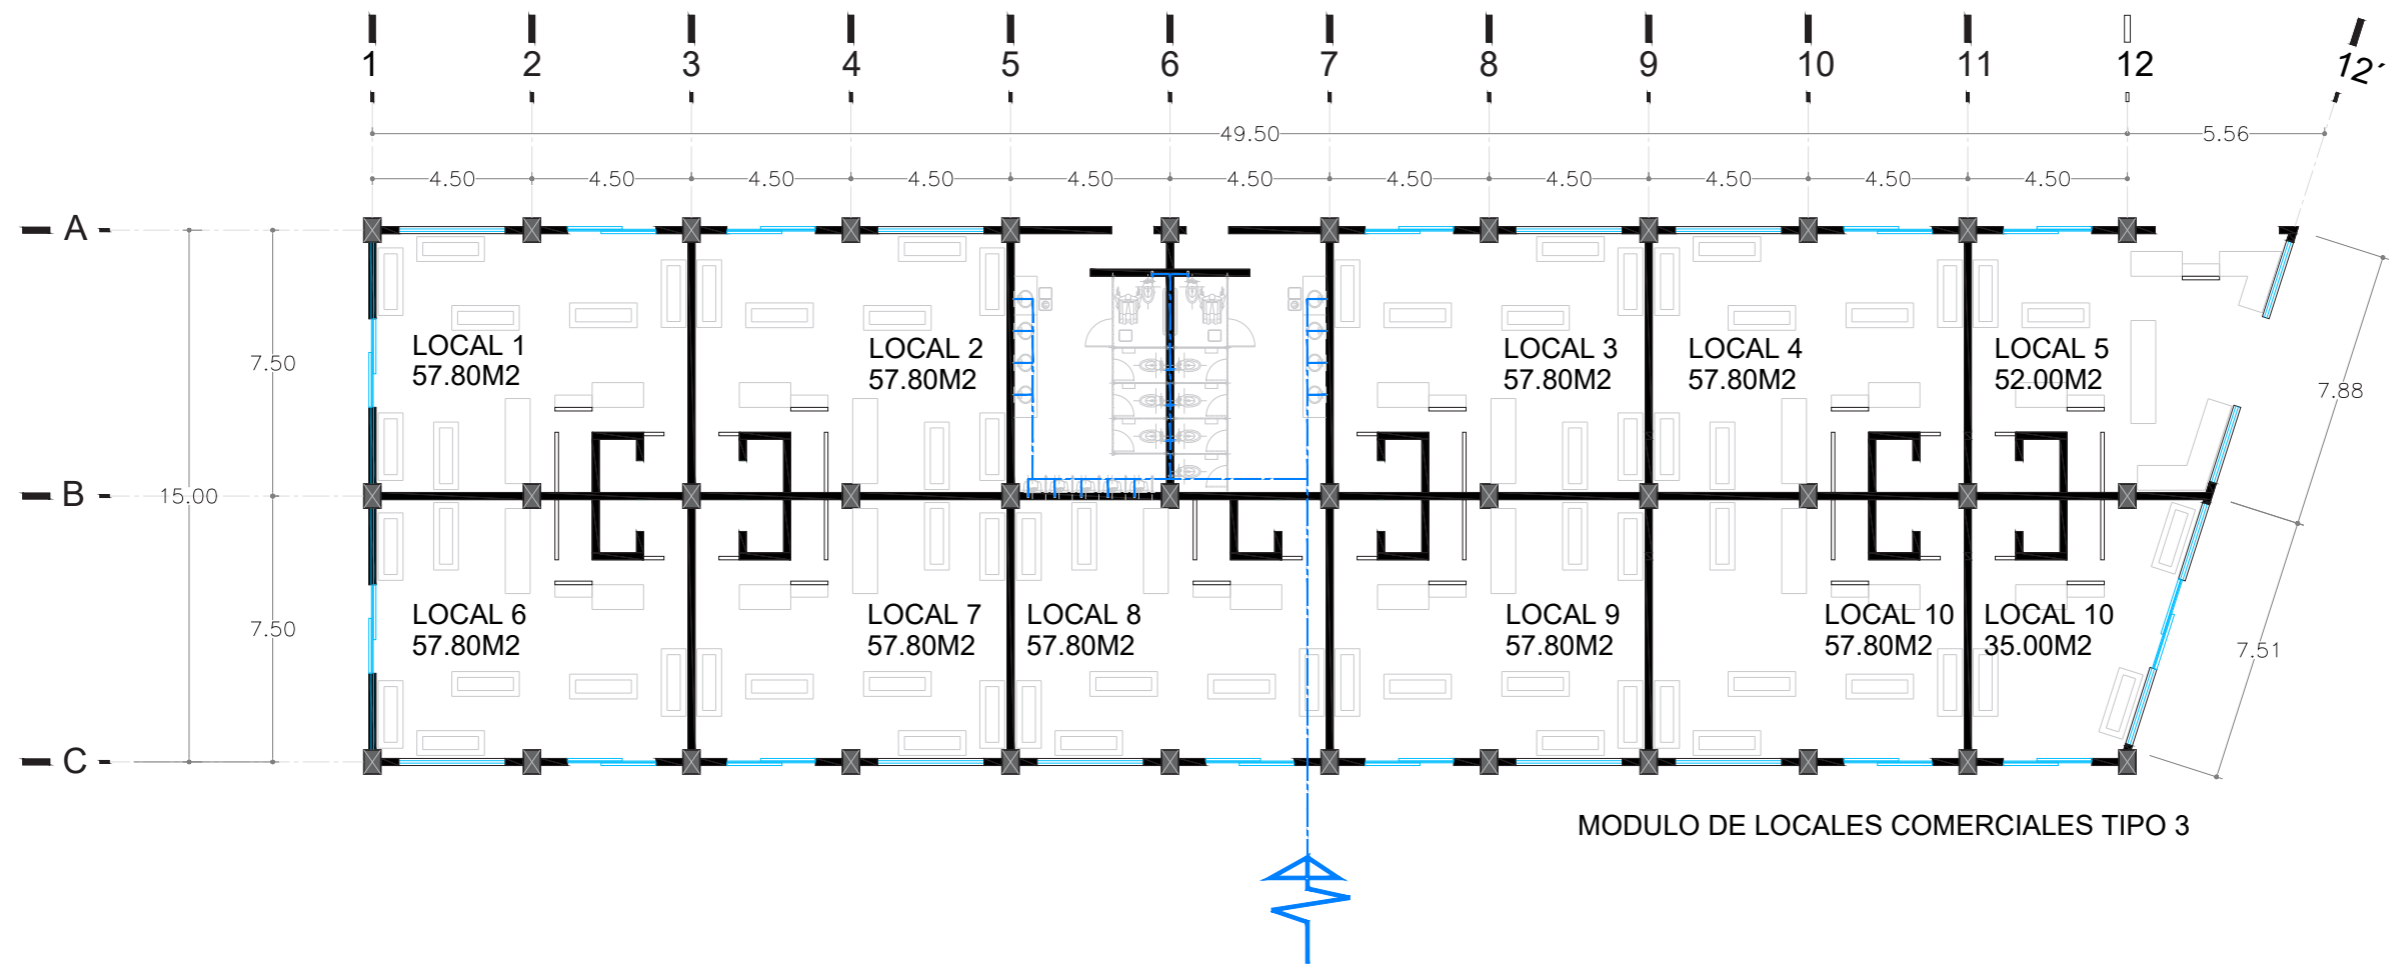 1 2 3 4 5 6 7 8 9 10 11 12 12´
49.50 5.56
4.50 4.50 4.50 4.50 4.50 4.50 4.50 4.50 4.50 4.50 4.50
A
B
C
7.50
15.00
7.50
LOCAL 1
57.80M2
LOCAL 2
57.80M2
LOCAL 3
57.80M2
LOCAL 4
57.80M2
LOCAL 5
52.00M2
7.88
LOCAL 6
57.80M2
LOCAL 7
57.80M2
LOCAL 8
57.80M2
LOCAL 9
57.80M2
LOCAL 10
57.80M2
LOCAL 10
35.00M2
7.51
MODULO DE LOCALES COMERCIALES TIPO 3